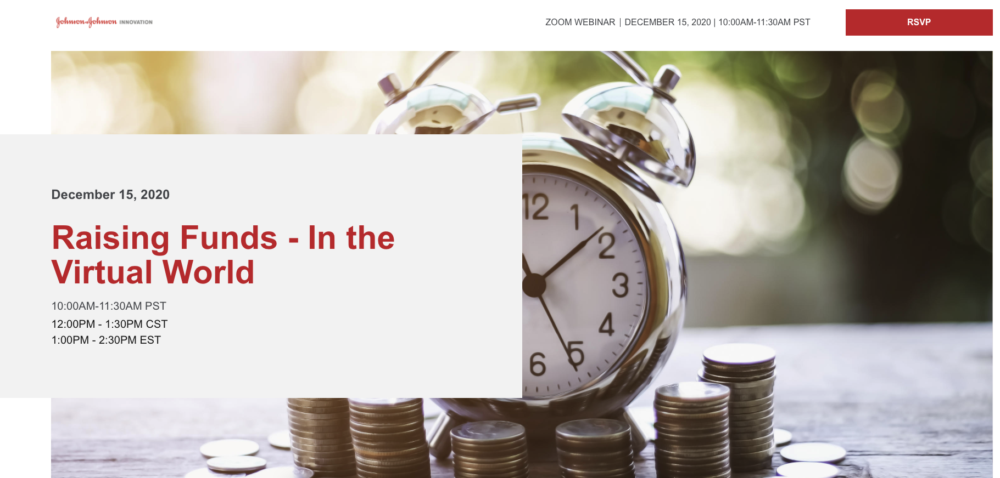 Johnson&Johnson INNOVATION
ZOOM WEBINAR | DECEMBER 15, 2020 | 10:00AM-11:30AM PST
RSVP
December 15, 2020
Raising Funds - In the
Virtual World
10:00AM-11:30AM PST
12:00PM - 1:30PM CST
1:00PM - 2:30PM EST
12
1
2
3
4
5
6